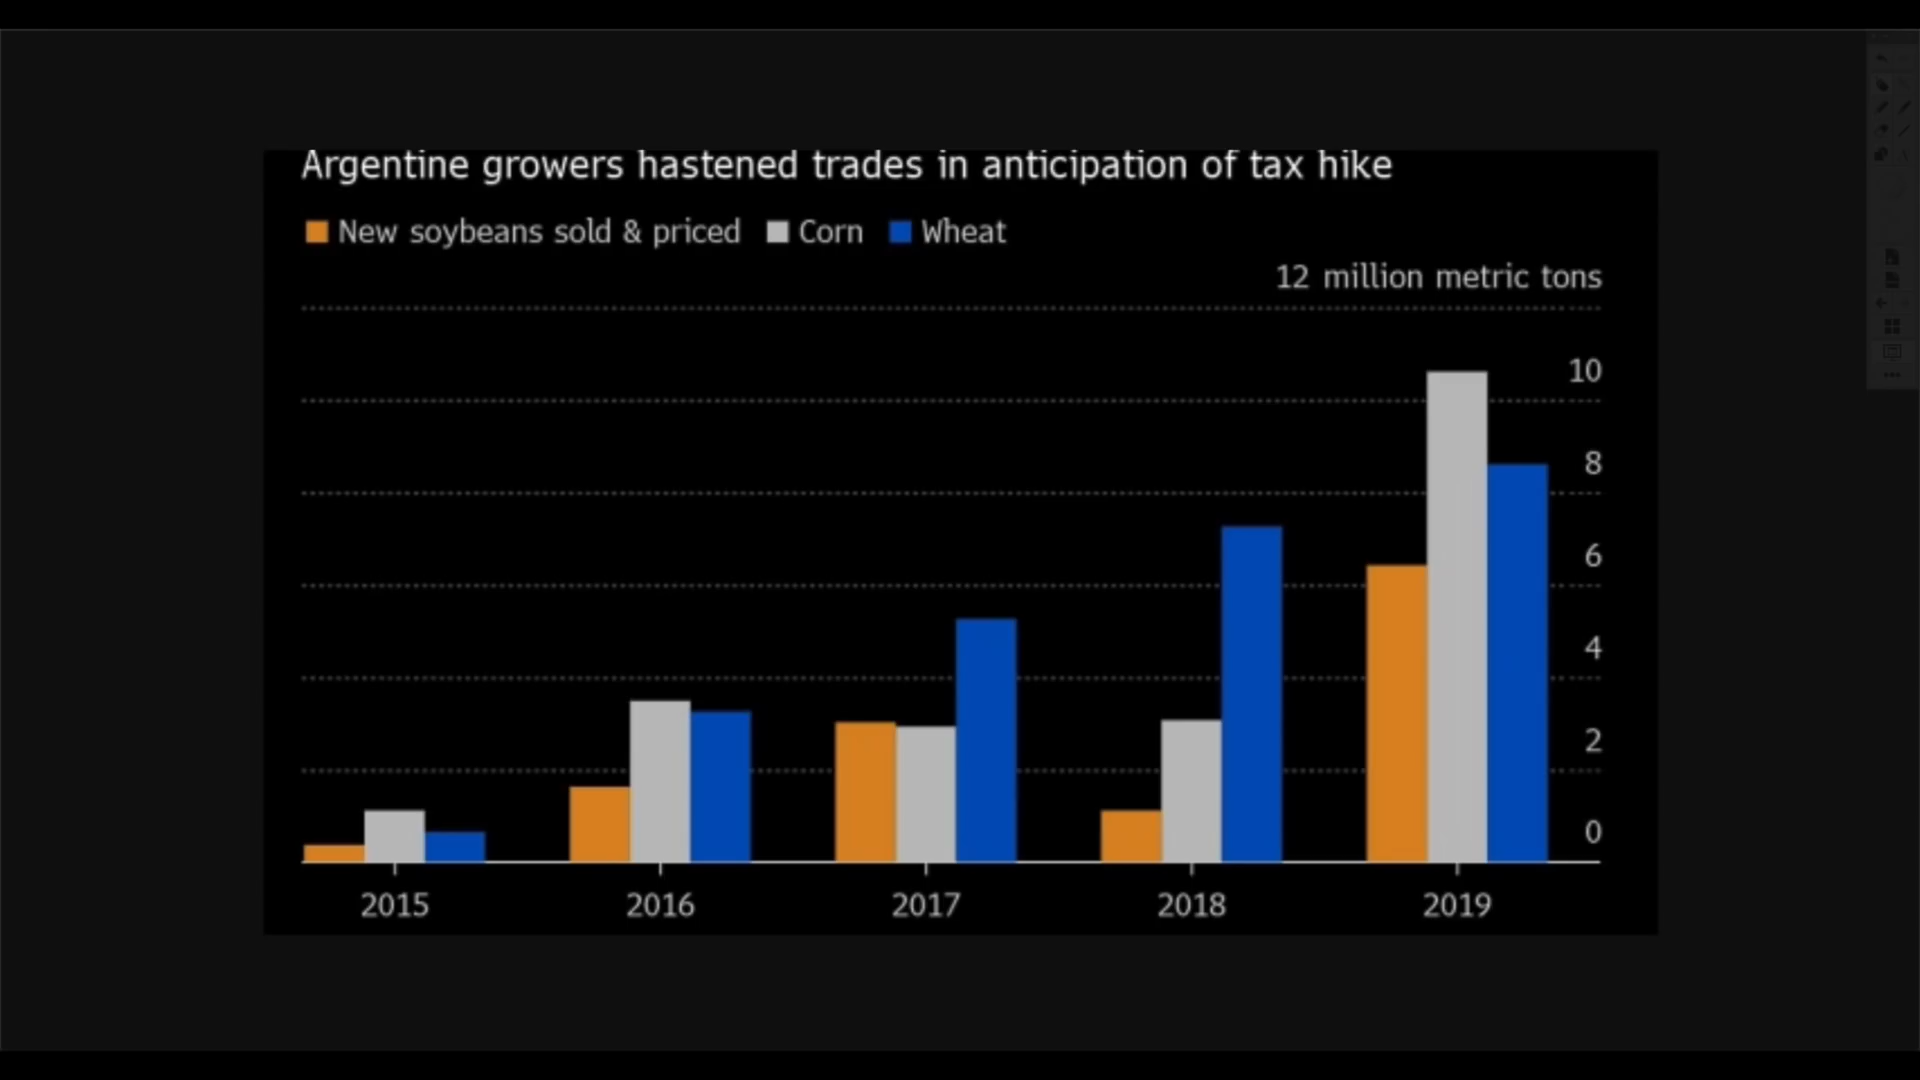 Argentine growers hastened trades in anticipation of tax hike
New soybeans sold & priced Corn Wheat
12 million metric tons
10
8
6
4
2
0
2015 2016 2017 2018 2019